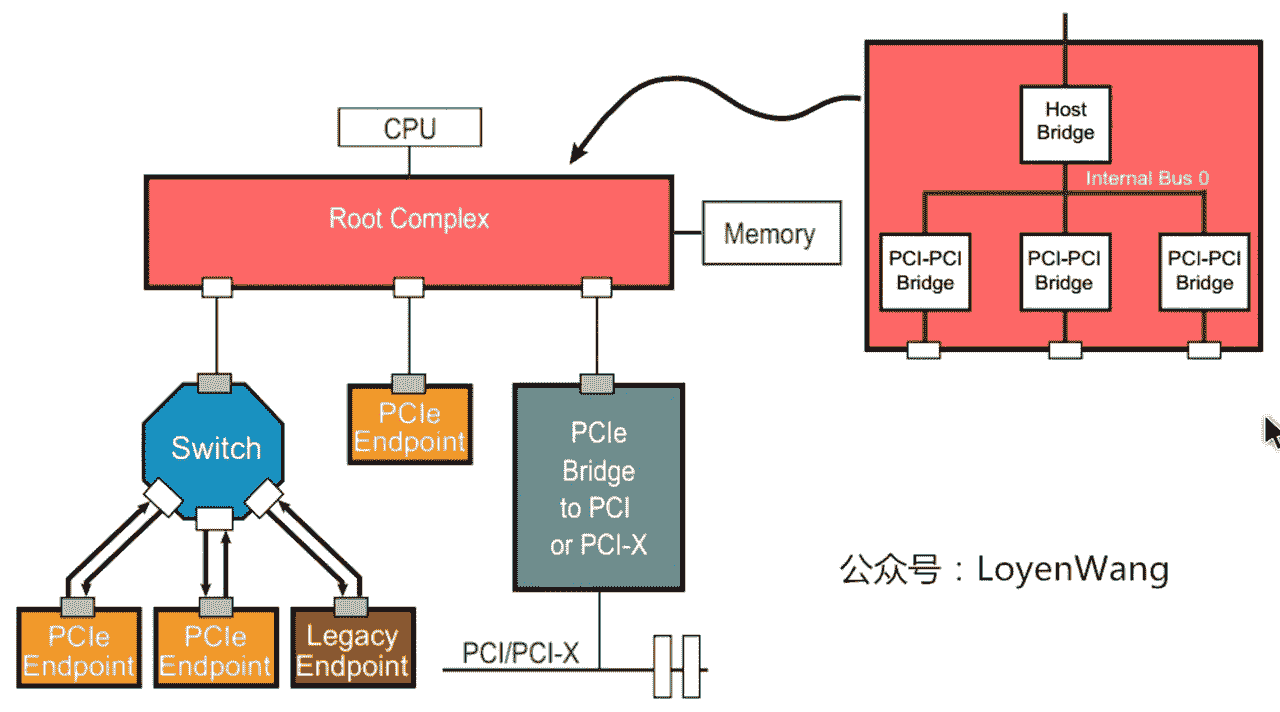 CPU
Root Complex
Memory
Host
Bridge
Internal Bus 0
PCI-PCI
Bridge
PCI-PCI
Bridge
PCI-PCI
Bridge
Switch
PCIe
Endpoint
PCIe
Bridge
to PCI
or PCI-X
PCIe
Endpoint
PCIe
Endpoint
Legacy
Endpoint
PCI/PCI-X
公众号：LoyenWang